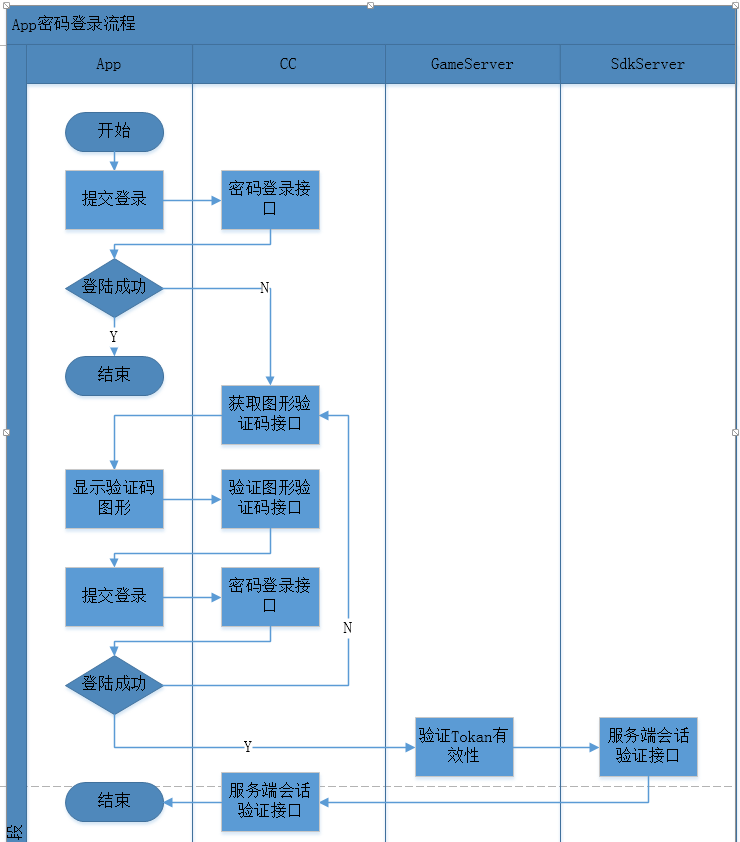 App密码登录流程
App
CC
GameServer
SdkServer
开始
提交登录
密码登录接
口
登陆成功
N
Y
结束
获取图形验
证码接口
显示验证码
图形
验证图形验
证码接口
提交登录
密码登录接
口
N
登陆成功
Y
验证Tokan有
效性
服务端会话
验证接口
结束
服务端会话
验证接口
段